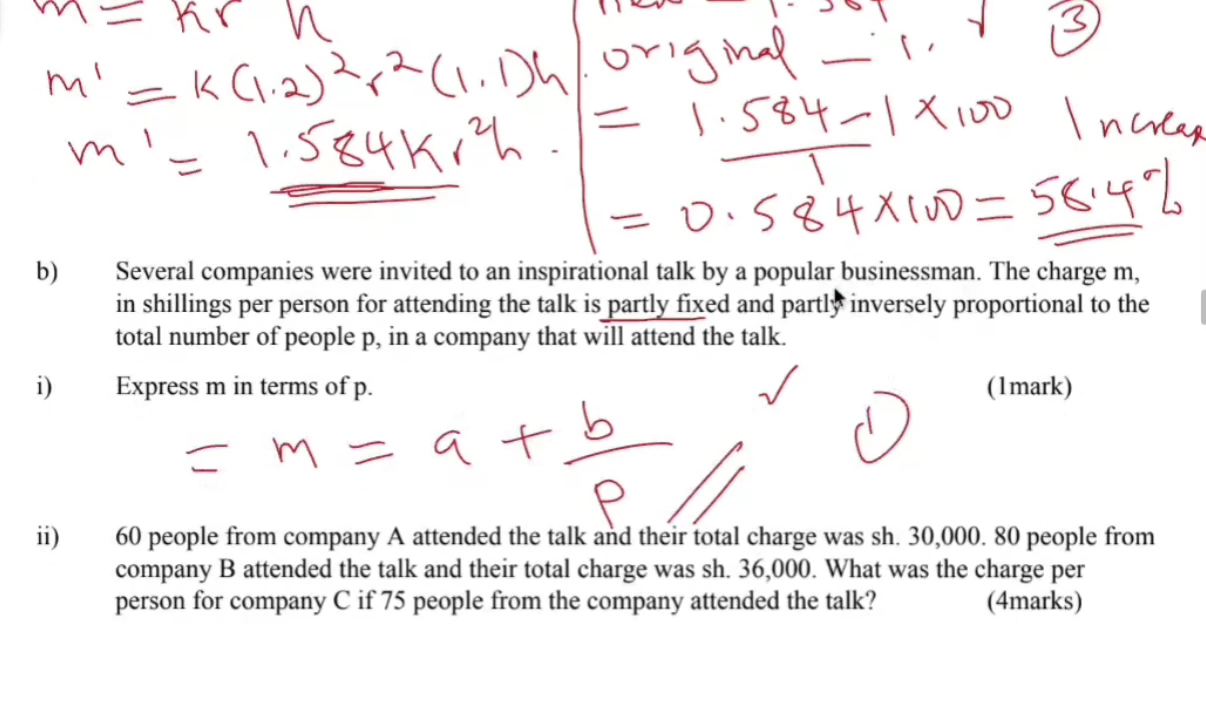 m = kr h
m' = k(1.2)²r²(1.1)h
m' = 1.584kr²h.
original – 1.
= 1.584 – 1 × 100 Increas
1
= 0.584 × 100 = 58.4%
③
b) Several companies were invited to an inspirational talk by a popular businessman. The charge m,
in shillings per person for attending the talk is partly fixed and partly inversely proportional to the
total number of people p, in a company that will attend the talk.
i) Express m in terms of p. (1mark)
= m = a + b
p
①
ii) 60 people from company A attended the talk and their total charge was sh. 30,000. 80 people from
company B attended the talk and their total charge was sh. 36,000. What was the charge per
person for company C if 75 people from the company attended the talk? (4marks)